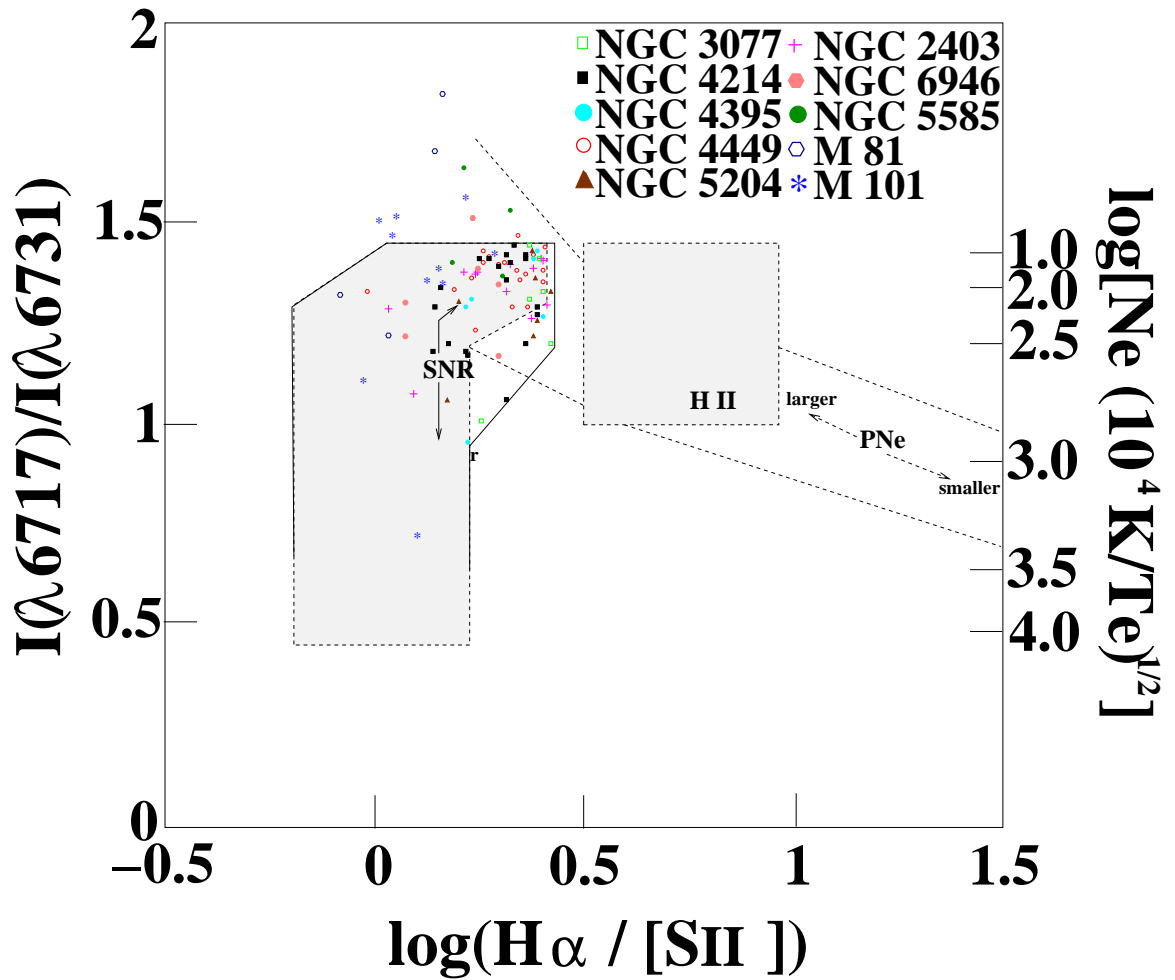 2
1.5
1
0.5
0
I(λ6717)/I(λ6731)
NGC 3077
NGC 4214
NGC 4395
NGC 4449
NGC 5204
NGC 2403
NGC 6946
NGC 5585
M 81
M 101
SNR
r
H II
larger
PNe
smaller
1.0
2.0
2.5
3.0
3.5
4.0
log[Ne (10⁴ K/Te)^1/2]
−0.5
0
0.5
1
1.5
log(Hα / [SII ])